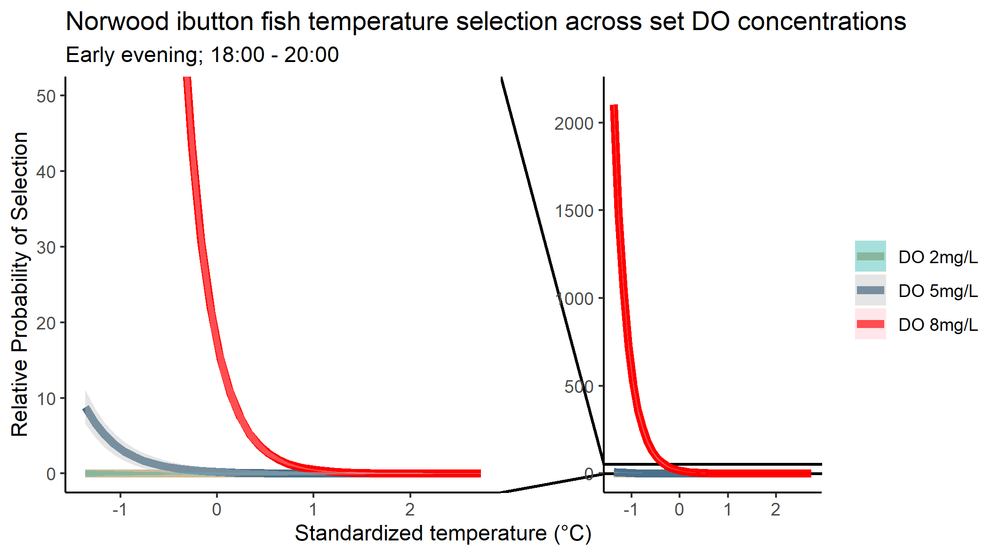 Norwood ibutton fish temperature selection across set DO concentrations
Early evening; 18:00 - 20:00
Relative Probability of Selection
50
40
30
20
10
0
-1
0
1
2
2000
1500
1000
500
0
-1
0
1
2
Standardized temperature (°C)
DO 2mg/L
DO 5mg/L
DO 8mg/L